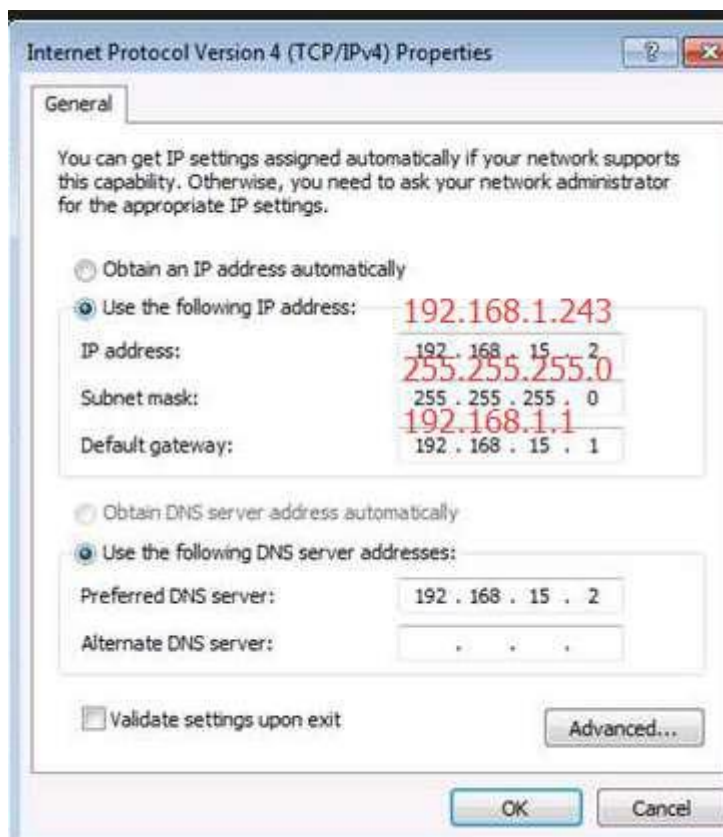 Internet Protocol Version 4 (TCP/IPv4) Properties
General
You can get IP settings assigned automatically if your network supports
this capability. Otherwise, you need to ask your network administrator
for the appropriate IP settings.
Obtain an IP address automatically
Use the following IP address:
192.168.1.243
IP address: 192 . 168 . 15 . 2
255.255.255.0
Subnet mask: 255 . 255 . 255 . 0
192.168.1.1
Default gateway: 192 . 168 . 15 . 1
Obtain DNS server address automatically
Use the following DNS server addresses:
Preferred DNS server: 192 . 168 . 15 . 2
Alternate DNS server: . . .
Validate settings upon exit
Advanced...
OK Cancel